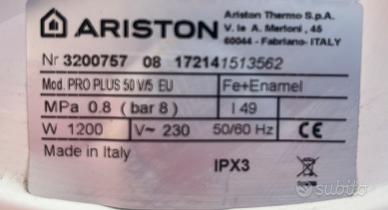 ARISTON
Ariston Thermo S.p.A.
V. le A. Merloni, 45
60044 - Fabriano- ITALY
Nr 3200757 08 172141513562
Mod. PRO PLUS 50 V/5 EU Fe+Enamel
MPa 0.8 ( bar 8 ) l 49
W 1200 V~ 230 50/60 Hz CE
Made in Italy IPX3
subito